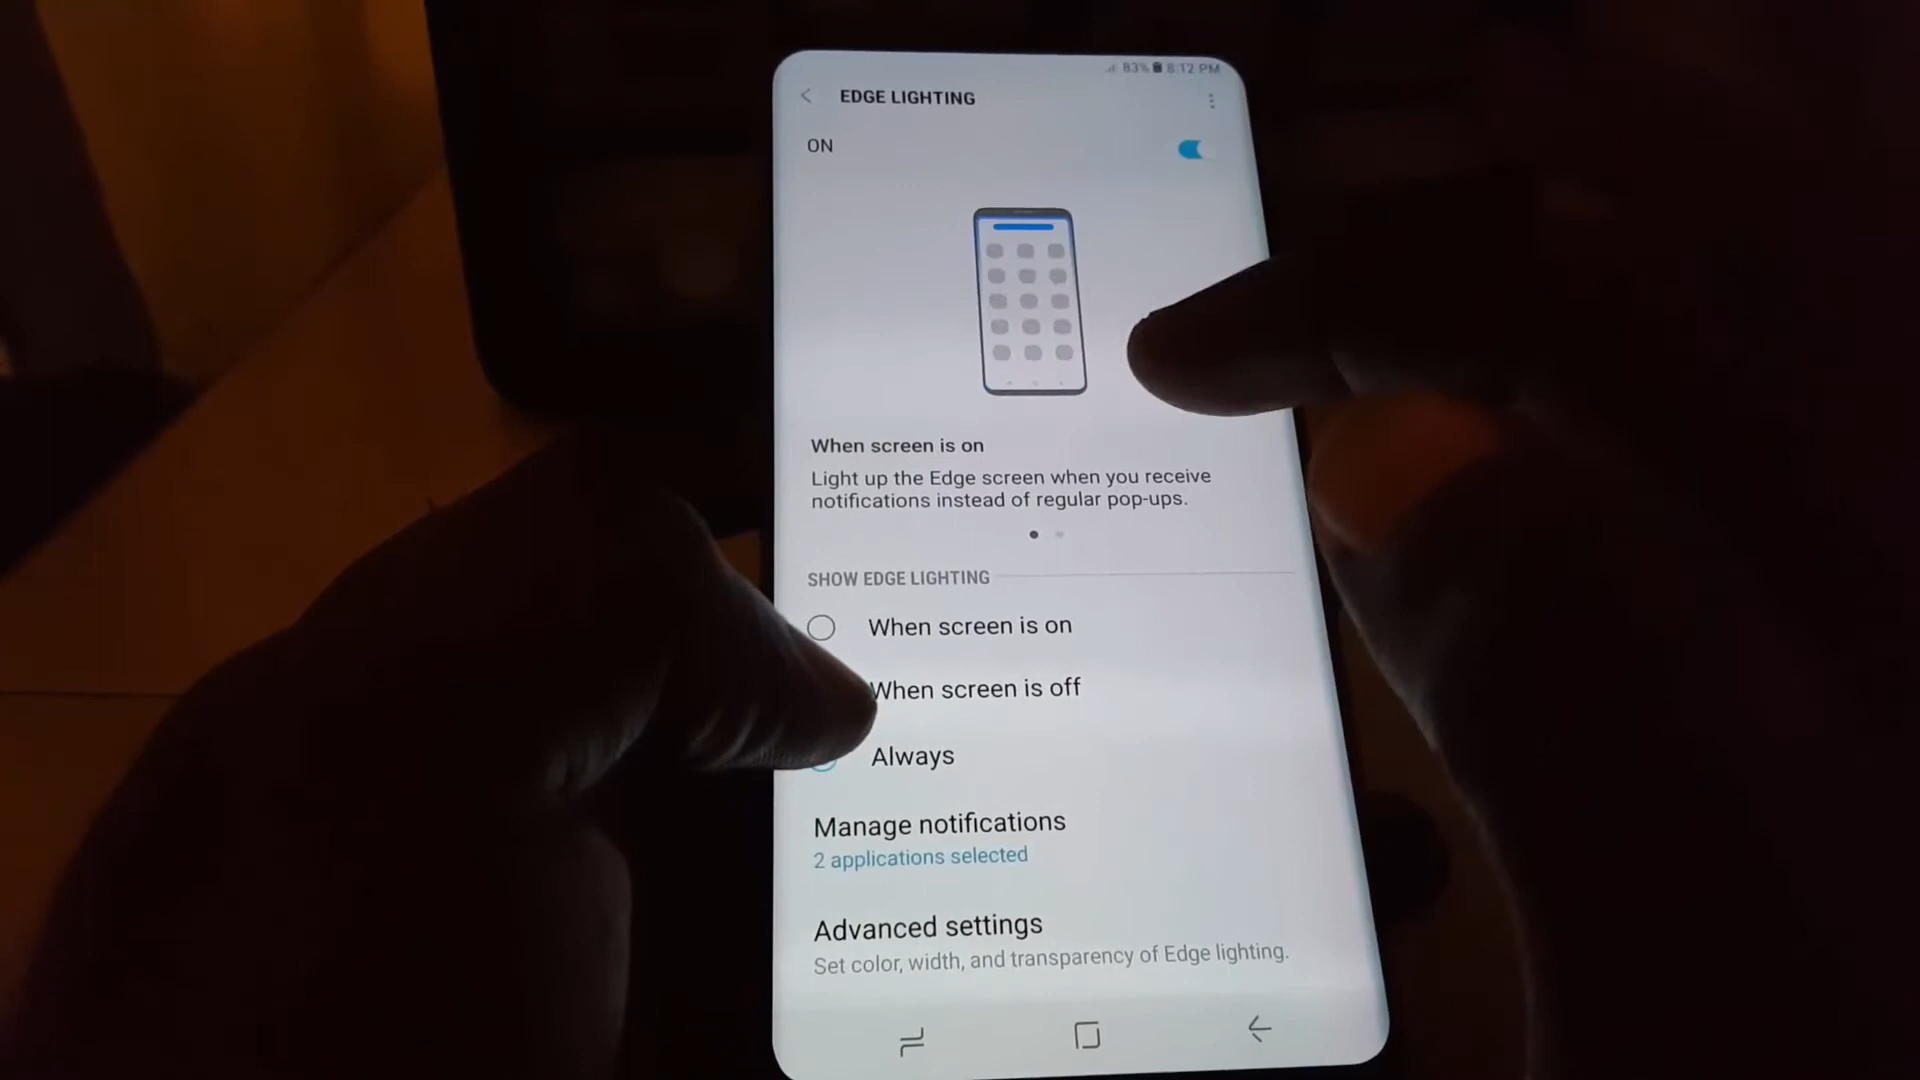 83% 8:12 PM
EDGE LIGHTING
ON
When screen is on
Light up the Edge screen when you receive
notifications instead of regular pop-ups.
SHOW EDGE LIGHTING
When screen is on
When screen is off
Always
Manage notifications
2 applications selected
Advanced settings
Set color, width, and transparency of Edge lighting.